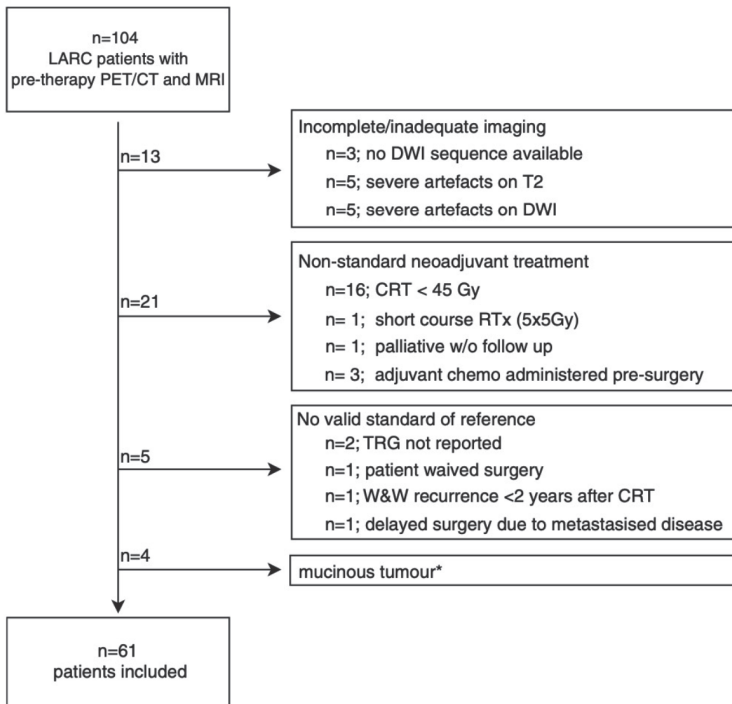 n=104
LARC patients with
pre-therapy PET/CT and MRI
n=13
Incomplete/inadequate imaging
n=3; no DWI sequence available
n=5; severe artefacts on T2
n=5; severe artefacts on DWI
n=21
Non-standard neoadjuvant treatment
n=16; CRT < 45 Gy
n= 1; short course RTx (5x5Gy)
n= 1; palliative w/o follow up
n= 3; adjuvant chemo administered pre-surgery
n=5
No valid standard of reference
n=2; TRG not reported
n=1; patient waived surgery
n=1; W&W recurrence <2 years after CRT
n=1; delayed surgery due to metastasised disease
n=4
mucinous tumour*
n=61
patients included